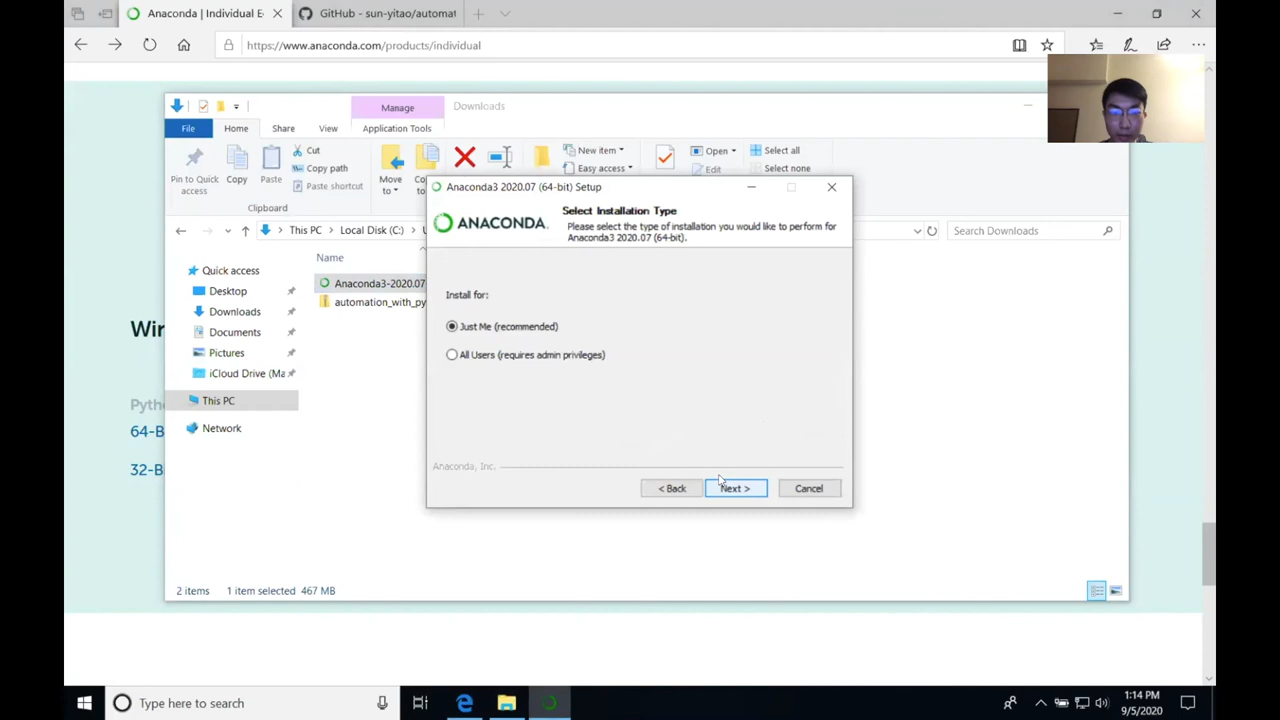 Anaconda | Individual E
GitHub - sun-yitao/automat
https://www.anaconda.com/products/individual
Manage
Downloads
File
Home
Share
View
Application Tools
Pin to Quick access
Copy
Paste
Cut
Copy path
Paste shortcut
Clipboard
Move to
New item
Easy access
Open
Edit
Select all
Select none
This PC
Local Disk (C:)
Search Downloads
Name
Quick access
Desktop
Downloads
Documents
Pictures
iCloud Drive (Ma
This PC
Network
Anaconda3-2020.07
automation_with_py
Anaconda3 2020.07 (64-bit) Setup
ANACONDA.
Select Installation Type
Please select the type of installation you would like to perform for
Anaconda3 2020.07 (64-bit).
Install for:
Just Me (recommended)
All Users (requires admin privileges)
Anaconda, Inc.
< Back
Next >
Cancel
2 items
1 item selected 467 MB
Type here to search
1:14 PM
9/5/2020